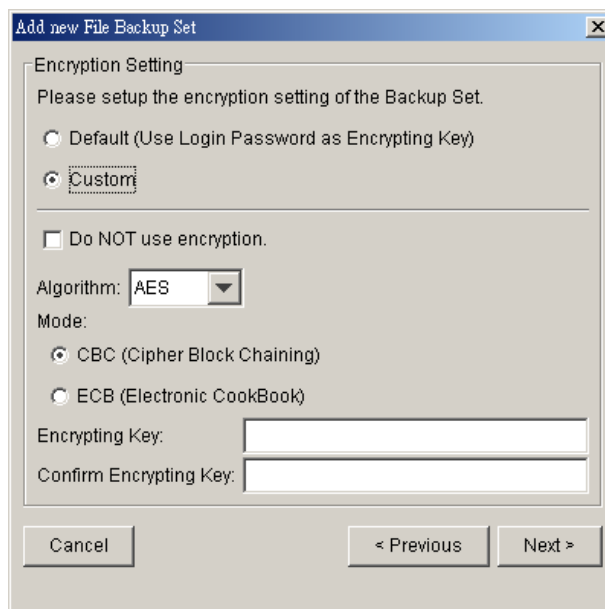 Add new File Backup Set
Encryption Setting
Please setup the encryption setting of the Backup Set.
Default (Use Login Password as Encrypting Key)
Custom
Do NOT use encryption.
Algorithm: AES
Mode:
CBC (Cipher Block Chaining)
ECB (Electronic CookBook)
Encrypting Key:
Confirm Encrypting Key:
Cancel < Previous Next >